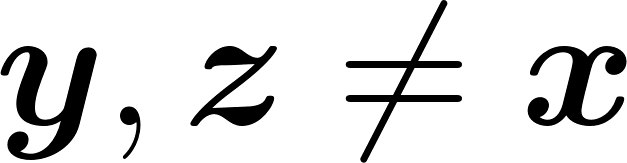 y, z ≠ x